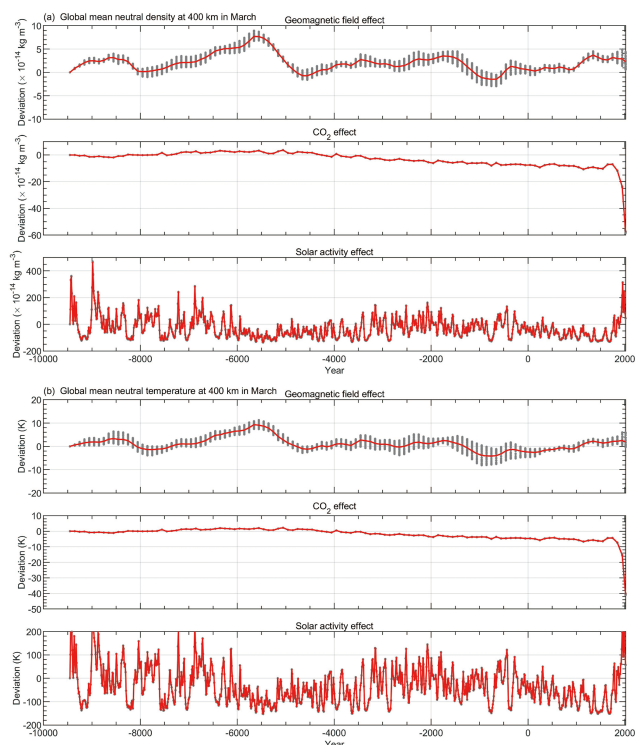 (a) Global mean neutral density at 400 km in March
Geomagnetic field effect
Deviation (× 10⁻¹⁴ kg m⁻³)
10
5
0
-5
-10
CO₂ effect
Deviation (× 10⁻¹⁴ kg m⁻³)
0
-20
-40
-60
Solar activity effect
Deviation (× 10⁻¹⁴ kg m⁻³)
400
200
0
-200
-10000 -8000 -6000 -4000 -2000 0 2000
Year
(b) Global mean neutral temperature at 400 km in March
Geomagnetic field effect
Deviation (K)
20
10
0
-10
-20
CO₂ effect
Deviation (K)
10
0
-10
-20
-30
-40
-50
Solar activity effect
Deviation (K)
200
100
0
-100
-200
-10000 -8000 -6000 -4000 -2000 0 2000
Year